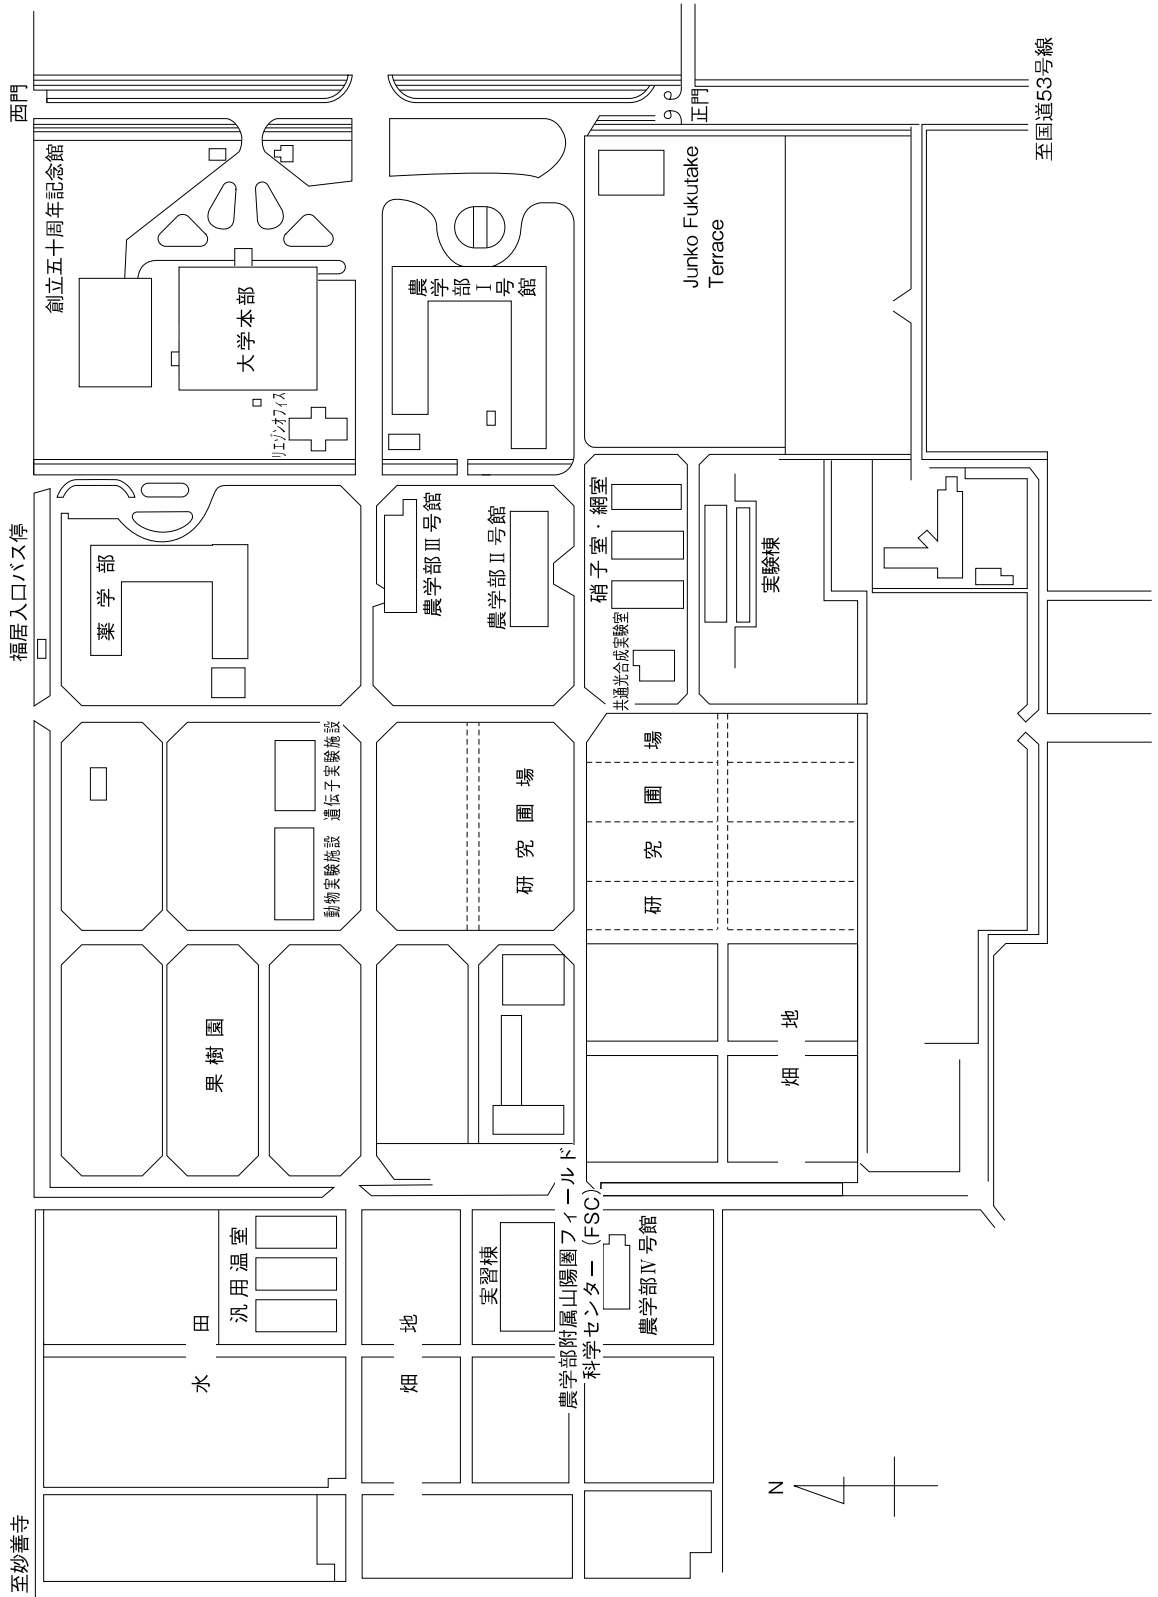 至妙善寺
福居入口バス停
西門
創立五十周年記念館
大学本部
リエゾンオフィス
薬学部
動物実験施設
遺伝子実験施設
果樹園
汎用温室
水田
畑地
農学部Ⅰ号館
農学部Ⅲ号館
農学部Ⅱ号館
研究圃場
実習棟
農学部附属山陽圏フィールド
科学センター（FSC）
農学部Ⅳ号館
硝子室・網室
共通光合成実験室
研究圃場
正門
Junko Fukutake
Terrace
実験棟
畑地
N
至国道53号線